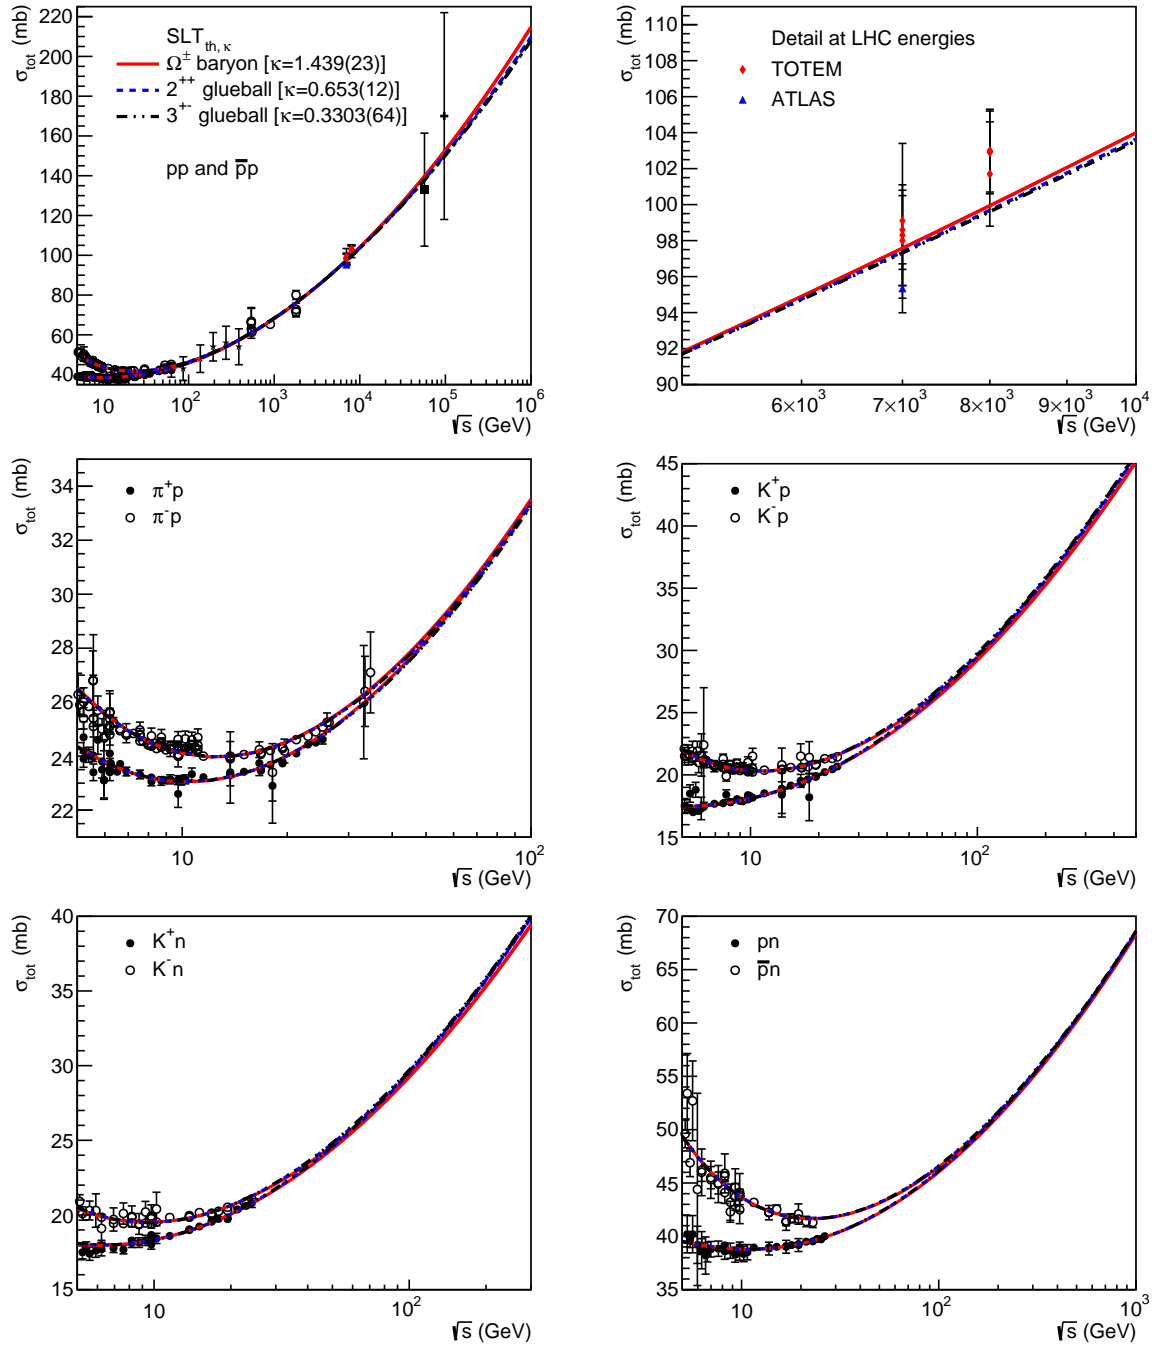 σtot (mb)
220
200
180
160
140
120
100
80
60
40
SLTth, κ
Ω± baryon [κ=1.439(23)]
2++ glueball [κ=0.653(12)]
3+- glueball [κ=0.3303(64)]
pp and p̅p
10 10² 10³ 10⁴ 10⁵ 10⁶
√s (GeV)
σtot (mb)
110
108
106
104
102
100
98
96
94
92
90
Detail at LHC energies
TOTEM
ATLAS
6×10³ 7×10³ 8×10³ 9×10³ 10⁴
√s (GeV)
σtot (mb)
34
32
30
28
26
24
22
π+p
π-p
10 10²
√s (GeV)
σtot (mb)
45
40
35
30
25
20
15
K+p
K-p
10 10²
√s (GeV)
σtot (mb)
40
35
30
25
20
15
K+n
K-n
10 10²
√s (GeV)
σtot (mb)
70
65
60
55
50
45
40
35
pn
p̅n
10 10² 10³
√s (GeV)